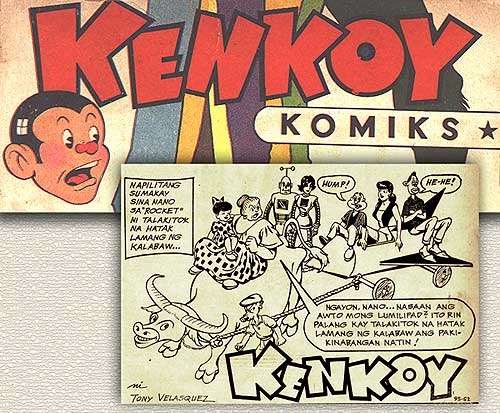 KENKOY
KOMIKS
NAPILITANG
SUMAKAY
SINA NANO
SA "ROCKET"
NI TALAKITOK
NA HATAK
LAMANG NG
KALABAW...
HUMP!
HE-HE!
NGAYON, NANO... NASAAN ANG
AWTO MONG LUMILIPAD? ITO RIN
PALANG KAY TALAKITOK NA HATAK
LAMANG NG KALABAW ANG PAKI-
KINABANGAN NATIN!
KENKOY
ni
TONY VELASQUEZ
93-52